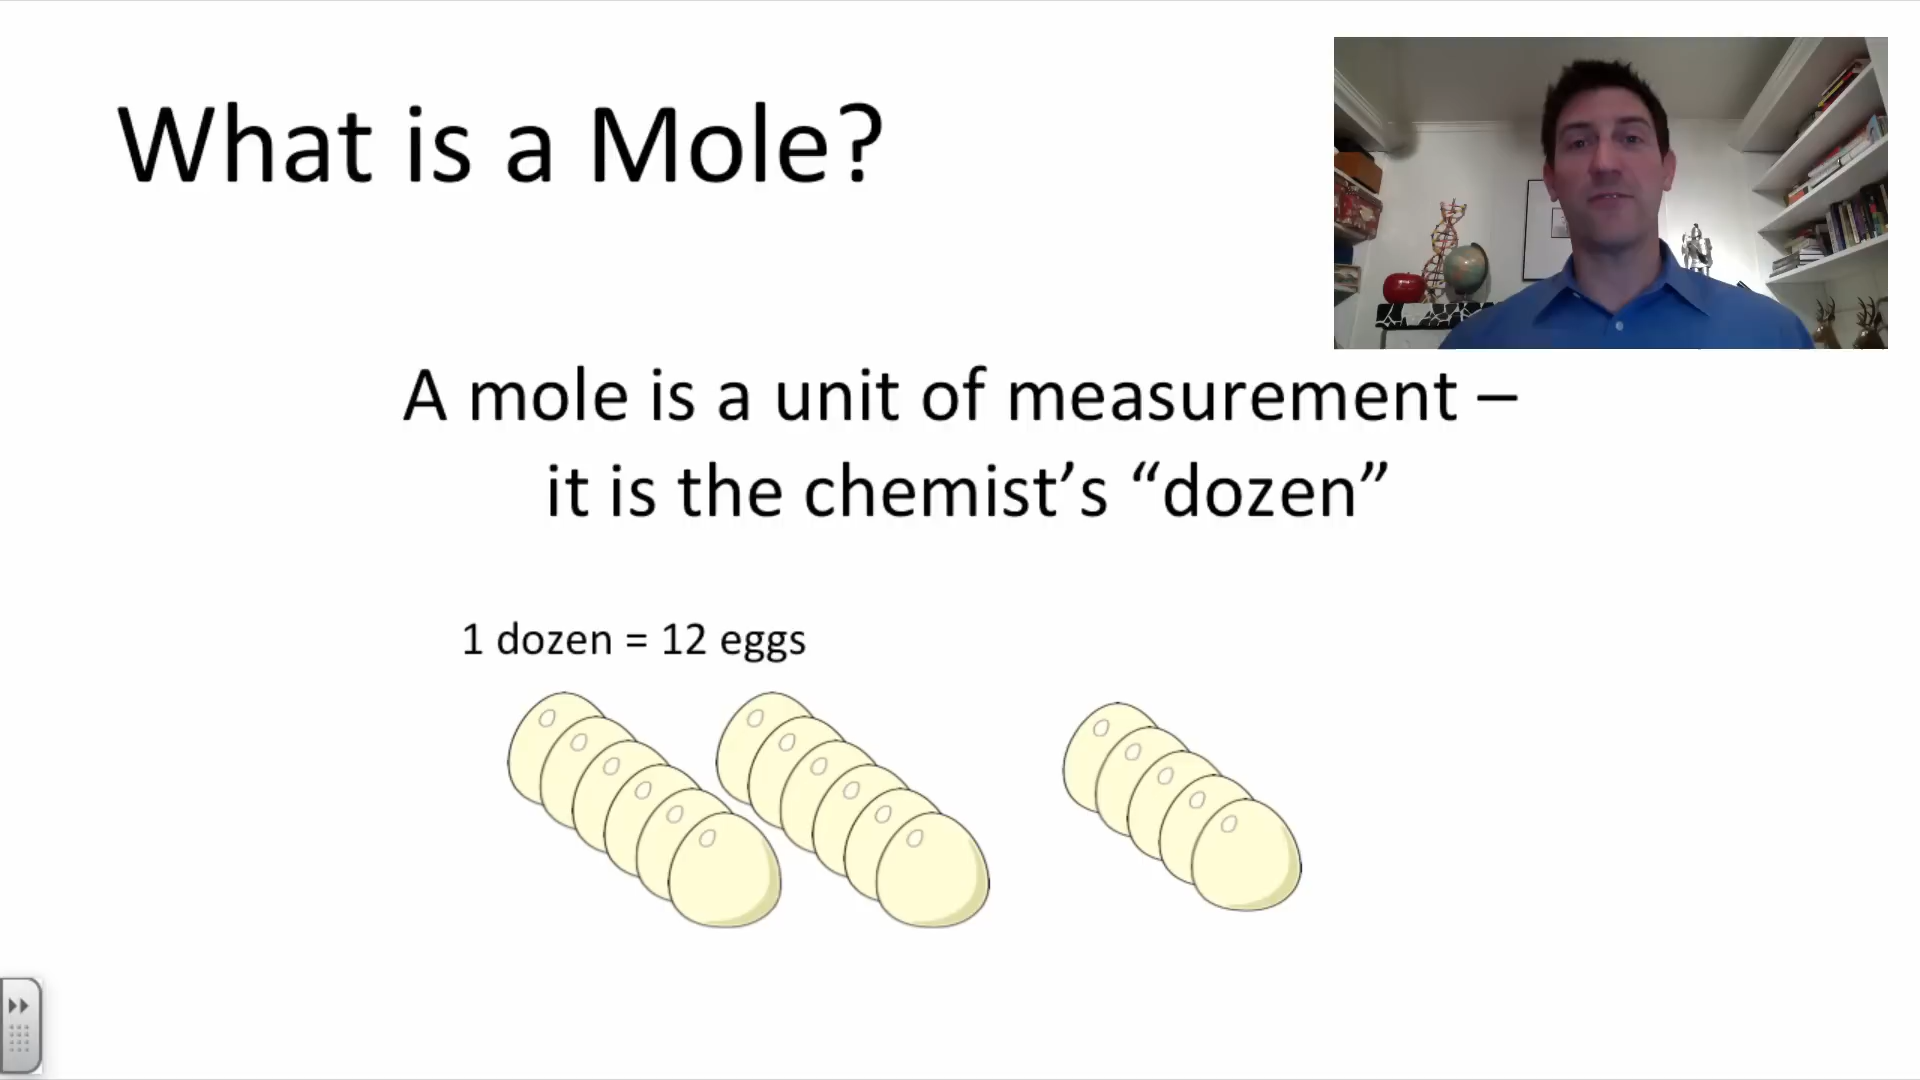 What is a Mole?
A mole is a unit of measurement –
it is the chemist’s “dozen”
1 dozen = 12 eggs